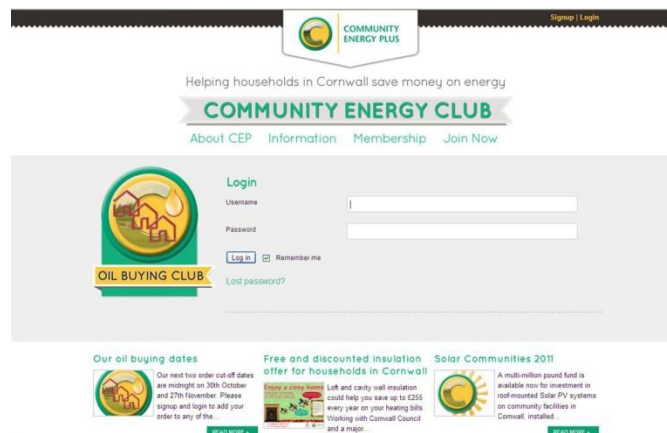 Signup | Login
COMMUNITY
ENERGY PLUS
Helping households in Cornwall save money on energy
COMMUNITY ENERGY CLUB
About CEP Information Membership Join Now
Login
Username
Password
Log in Remember me
Lost password?
OIL BUYING CLUB
Our oil buying dates
Our next two order cut-off dates
are midnight on 30th October
and 27th November. Please
signup and login to add your
order to any of the...
READ MORE »
Free and discounted insulation
offer for households in Cornwall
Enjoy a cosy home
Loft and cavity wall insulation
could help you save up to £255
every year on your heating bills.
Working with Cornwall Council
and a major...
Solar Communities 2011
A multi-million pound fund is
available now for investment in
roof-mounted Solar PV systems
on community facilities in
Cornwall, installed...
READ MORE »